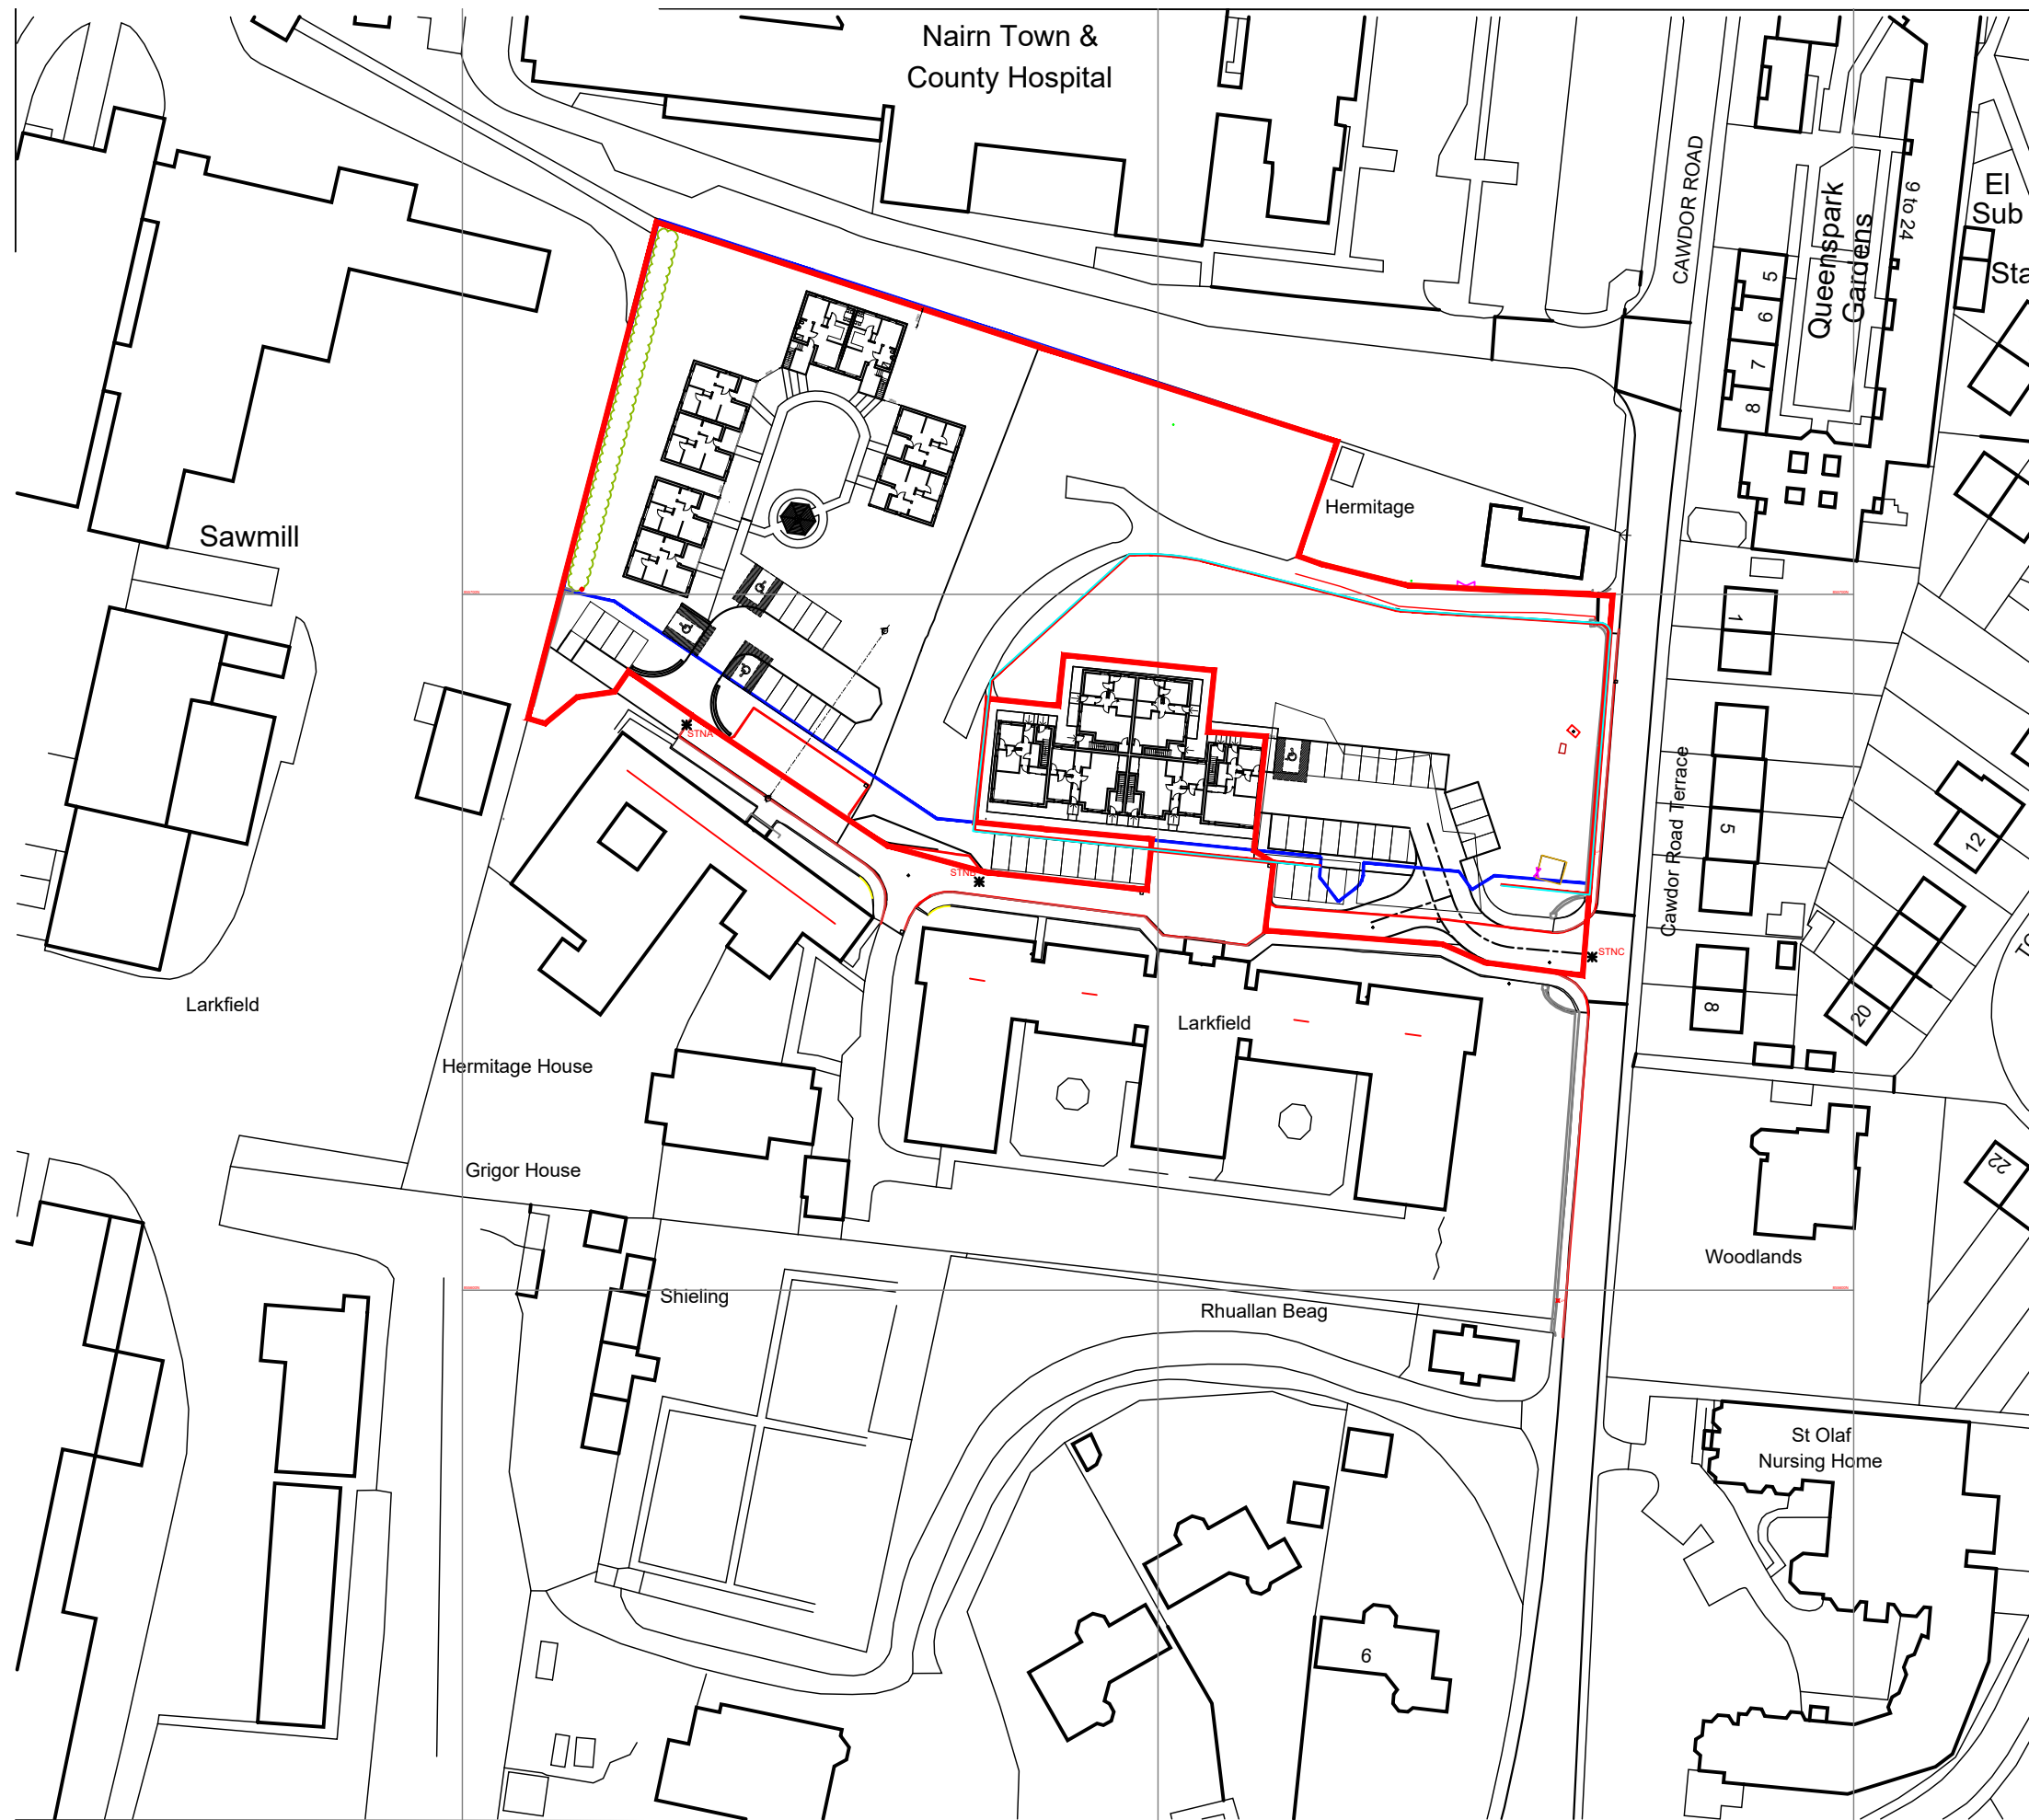 Nairn Town &
County Hospital
CAWDOR ROAD
Queenspark
Gardens
9 to 24
El
Sub
Sta
5
6
7
8
Hermitage
Sawmill
1
STNA
Cawdor Road Terrace
5
12
STNB
STNC
Larkfield
Larkfield
8
20
Hermitage House
Grigor House
22
Woodlands
Shieling
Rhuallan Beag
St Olaf
Nursing Home
6